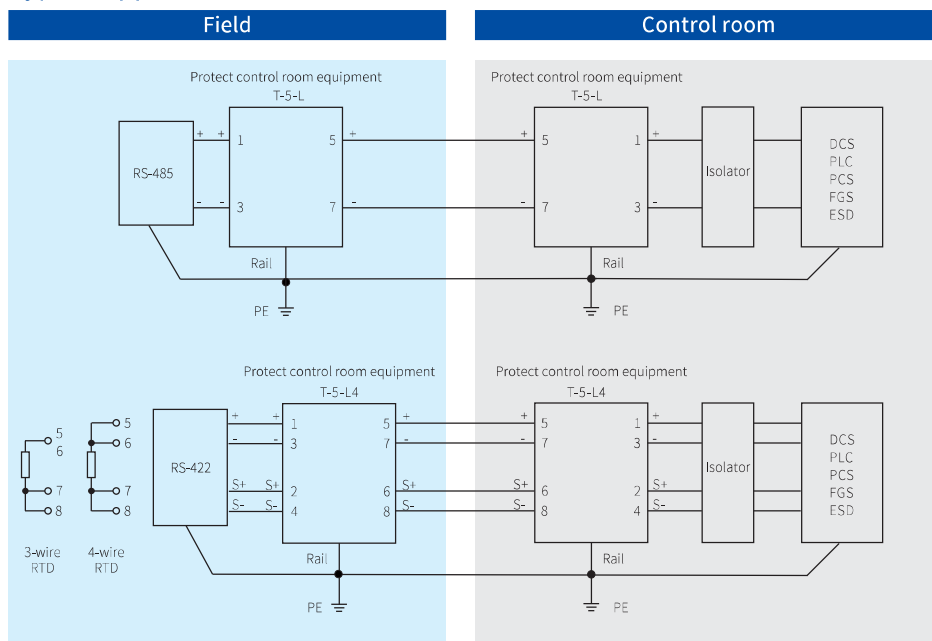 Field
Control room
Protect control room equipment
T-5-L
RS-485
+ + 1 5 +
- - 3 7 -
Rail
PE
Protect control room equipment
T-5-L
+ 5 1 +
- 7 3 -
Isolator
DCS
PLC
PCS
FGS
ESD
Rail
PE
Protect control room equipment
T-5-L4
5
6
7
8
3-wire
RTD
5
6
7
8
4-wire
RTD
RS-422
+ + 1 5 +
- - 3 7 -
S+ S+ 2 6 S+
S- S- 4 8 S-
Rail
PE
Protect control room equipment
T-5-L4
+ 5 1 +
- 7 3 -
S+ 6 2 S+
S- 8 4 S-
Isolator
DCS
PLC
PCS
FGS
ESD
Rail
PE